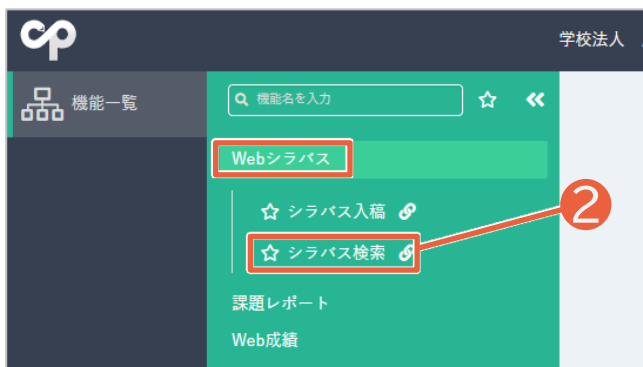 cp
学校法人
機能一覧
機能名を入力
Webシラバス
シラバス入稿
シラバス検索
2
課題レポート
Web成績